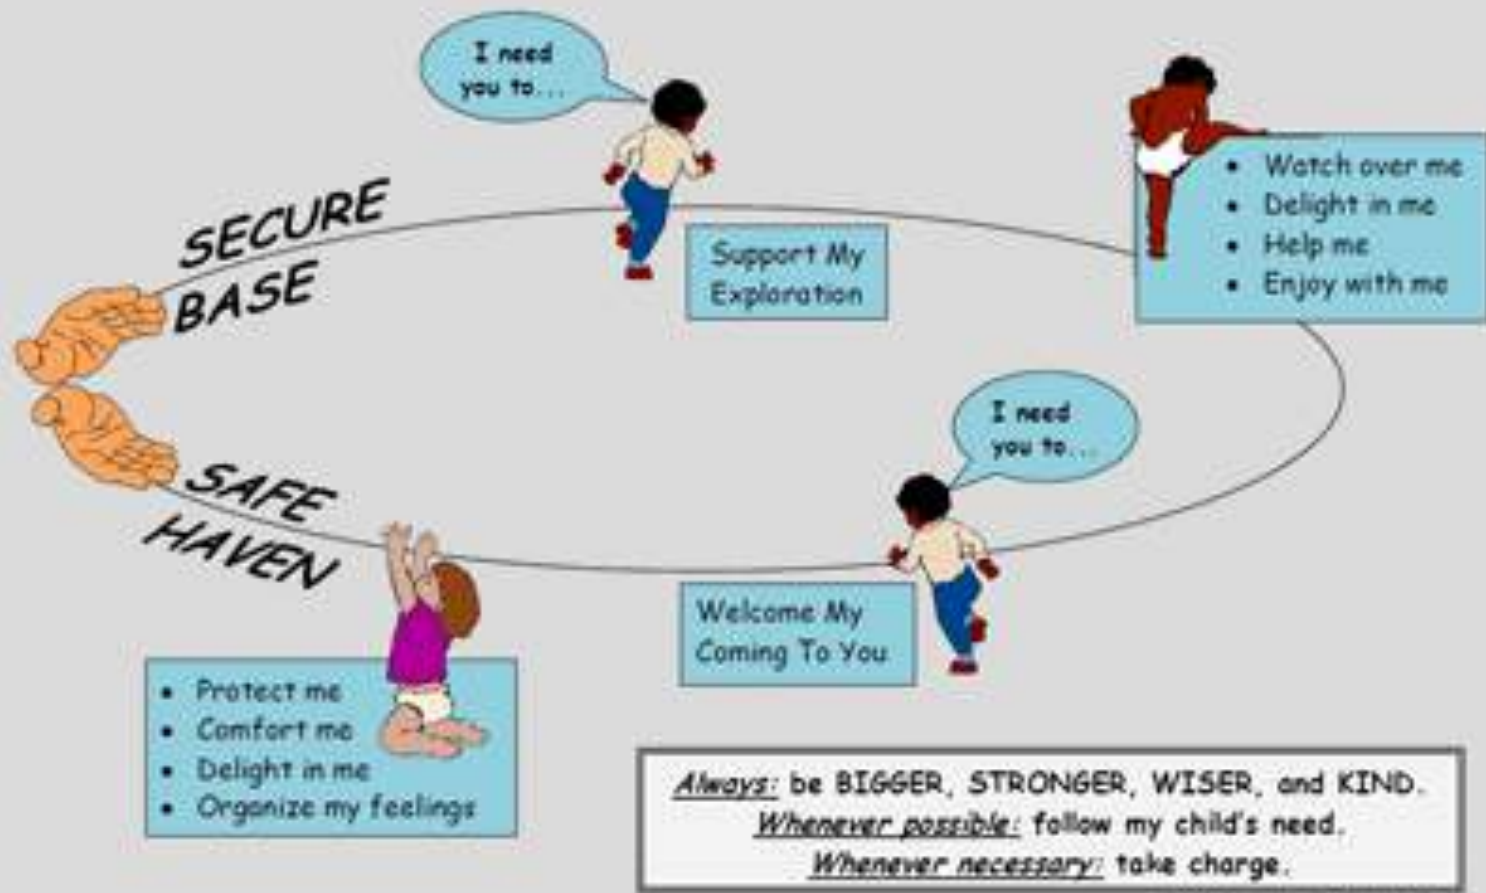 I need
you to...
SECURE
BASE
Support My
Exploration
• Watch over me
• Delight in me
• Help me
• Enjoy with me
I need
you to...
SAFE
HAVEN
Welcome My
Coming To You
• Protect me
• Comfort me
• Delight in me
• Organize my feelings
Always: be BIGGER, STRONGER, WISER, and KIND.
Whenever possible: follow my child's need.
Whenever necessary: take charge.